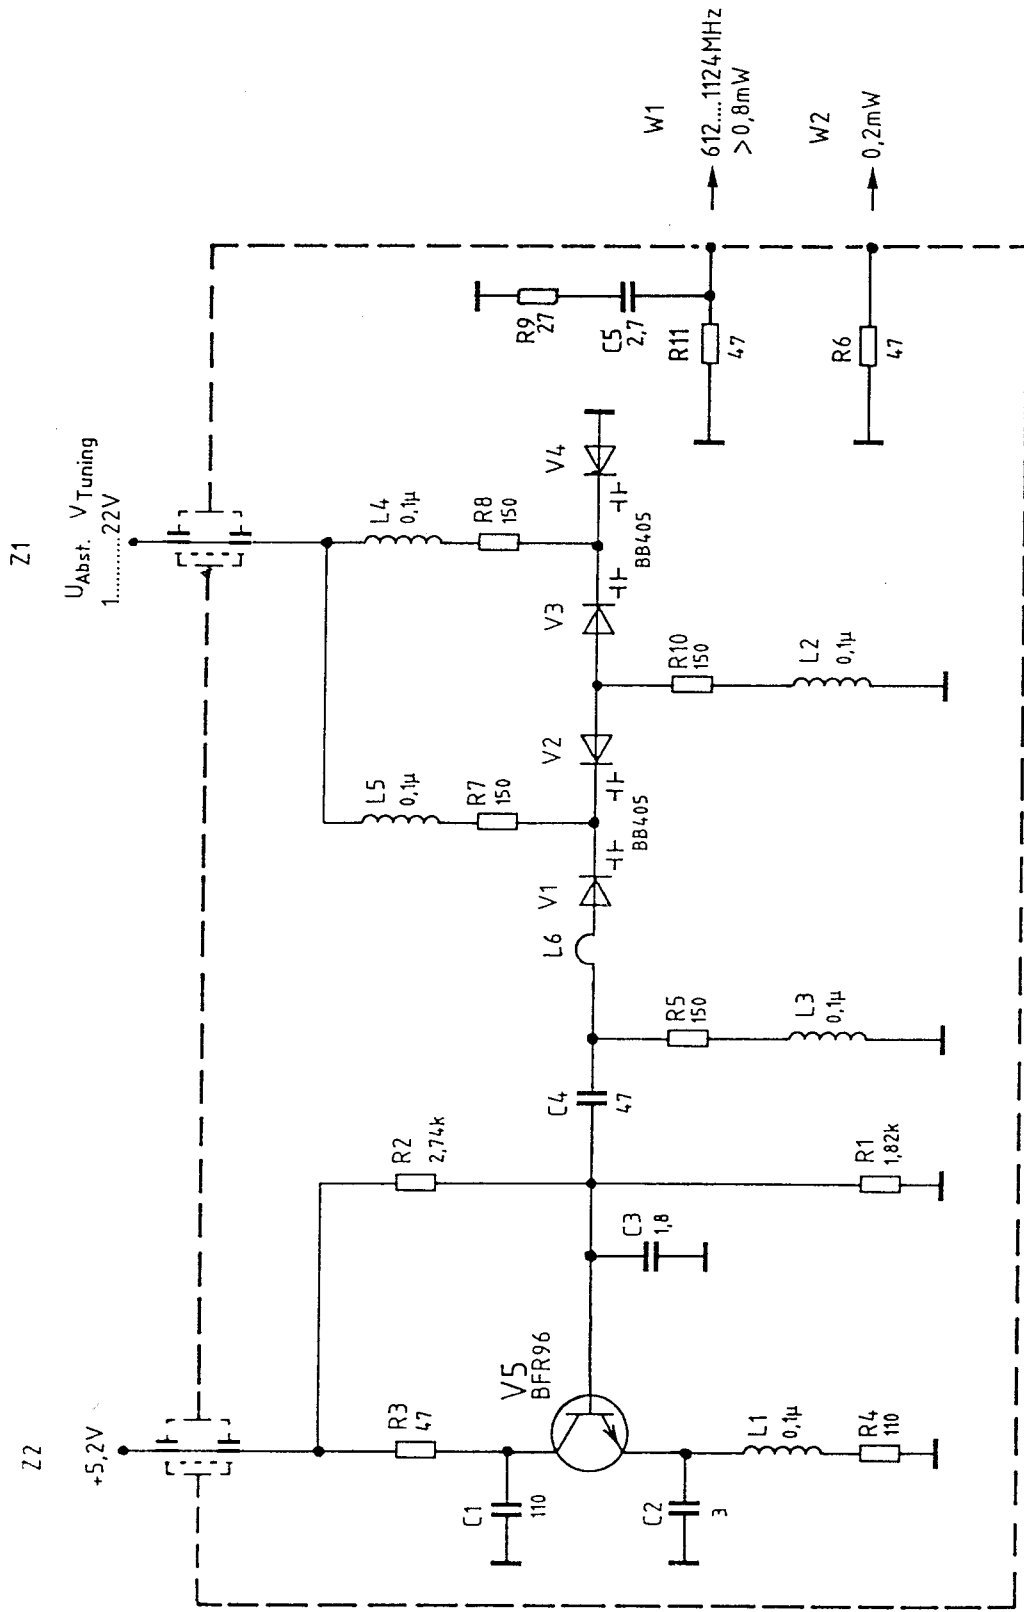 Z2
+5,2V
Z1
UAbst. VTuning
1.........22V
R3
47
C1
110
V5
BFR96
C2
3
L1
0,1µ
R4
110
R2
2,74k
C3
1,8
R1
1,82k
C4
47
R5
150
L3
0,1µ
L6
V1
L5
0,1µ
R7
150
BB405
V2
R10
150
L2
0,1µ
V3
L4
0,1µ
R8
150
BB405
V4
R9
27
C5
2,7
R11
47
R6
47
W1
612....1124MHz
>0,8mW
W2
0,2mW